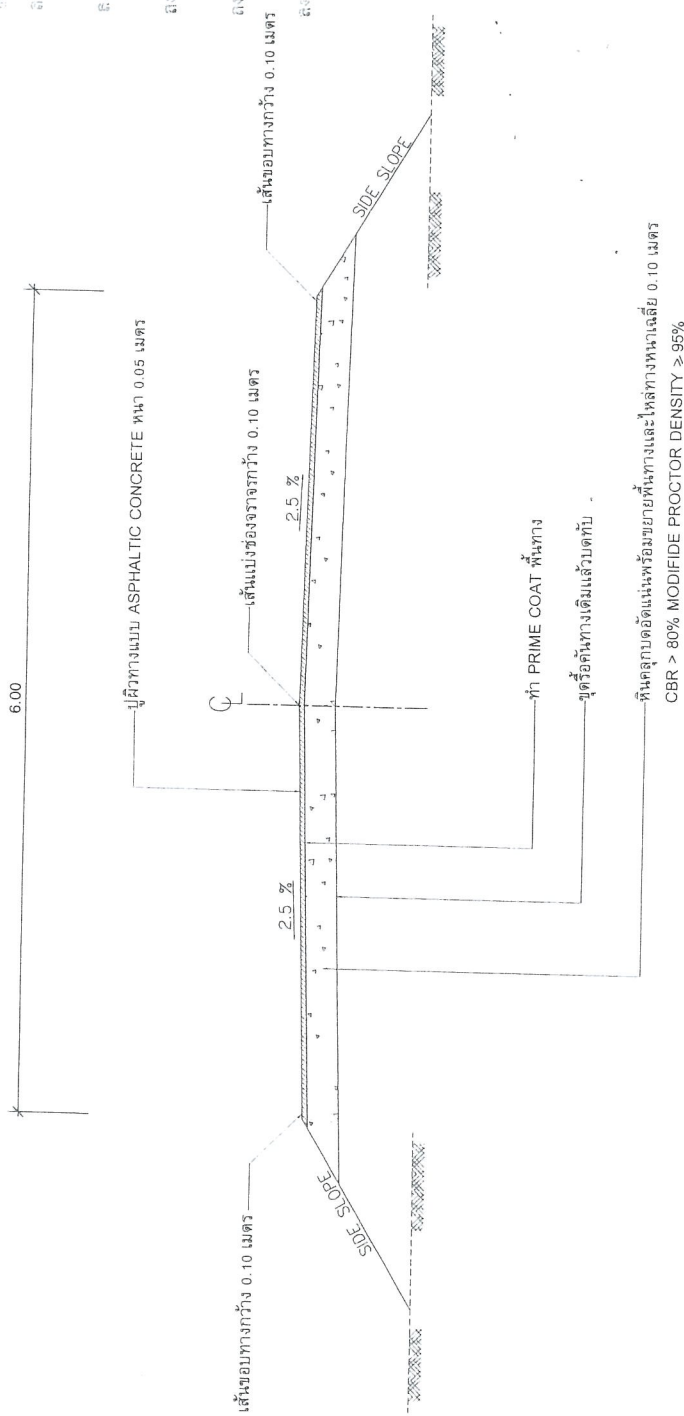 6.00
ปูผิวทางแบบ ASPHALTIC CONCRETE หนา 0.05 เมตร
เส้นขอบทางกว้าง 0.10 เมตร
เส้นแบ่งช่องจราจรกว้าง 0.10 เมตร
เส้นขอบทางกว้าง 0.10 เมตร
2.5 %
2.5 %
SIDE SLOPE
SIDE SLOPE
ทำ PRIME COAT พื้นทาง
ขุดรื้อคันทางเดิมแล้วบดทับ
หินคลุกบดอัดแน่นพร้อมขยายพื้นทางและไหล่ทางหนาเฉลี่ย 0.10 เมตร
CBR > 80% MODIFIDE PROCTOR DENSITY ≥ 95%